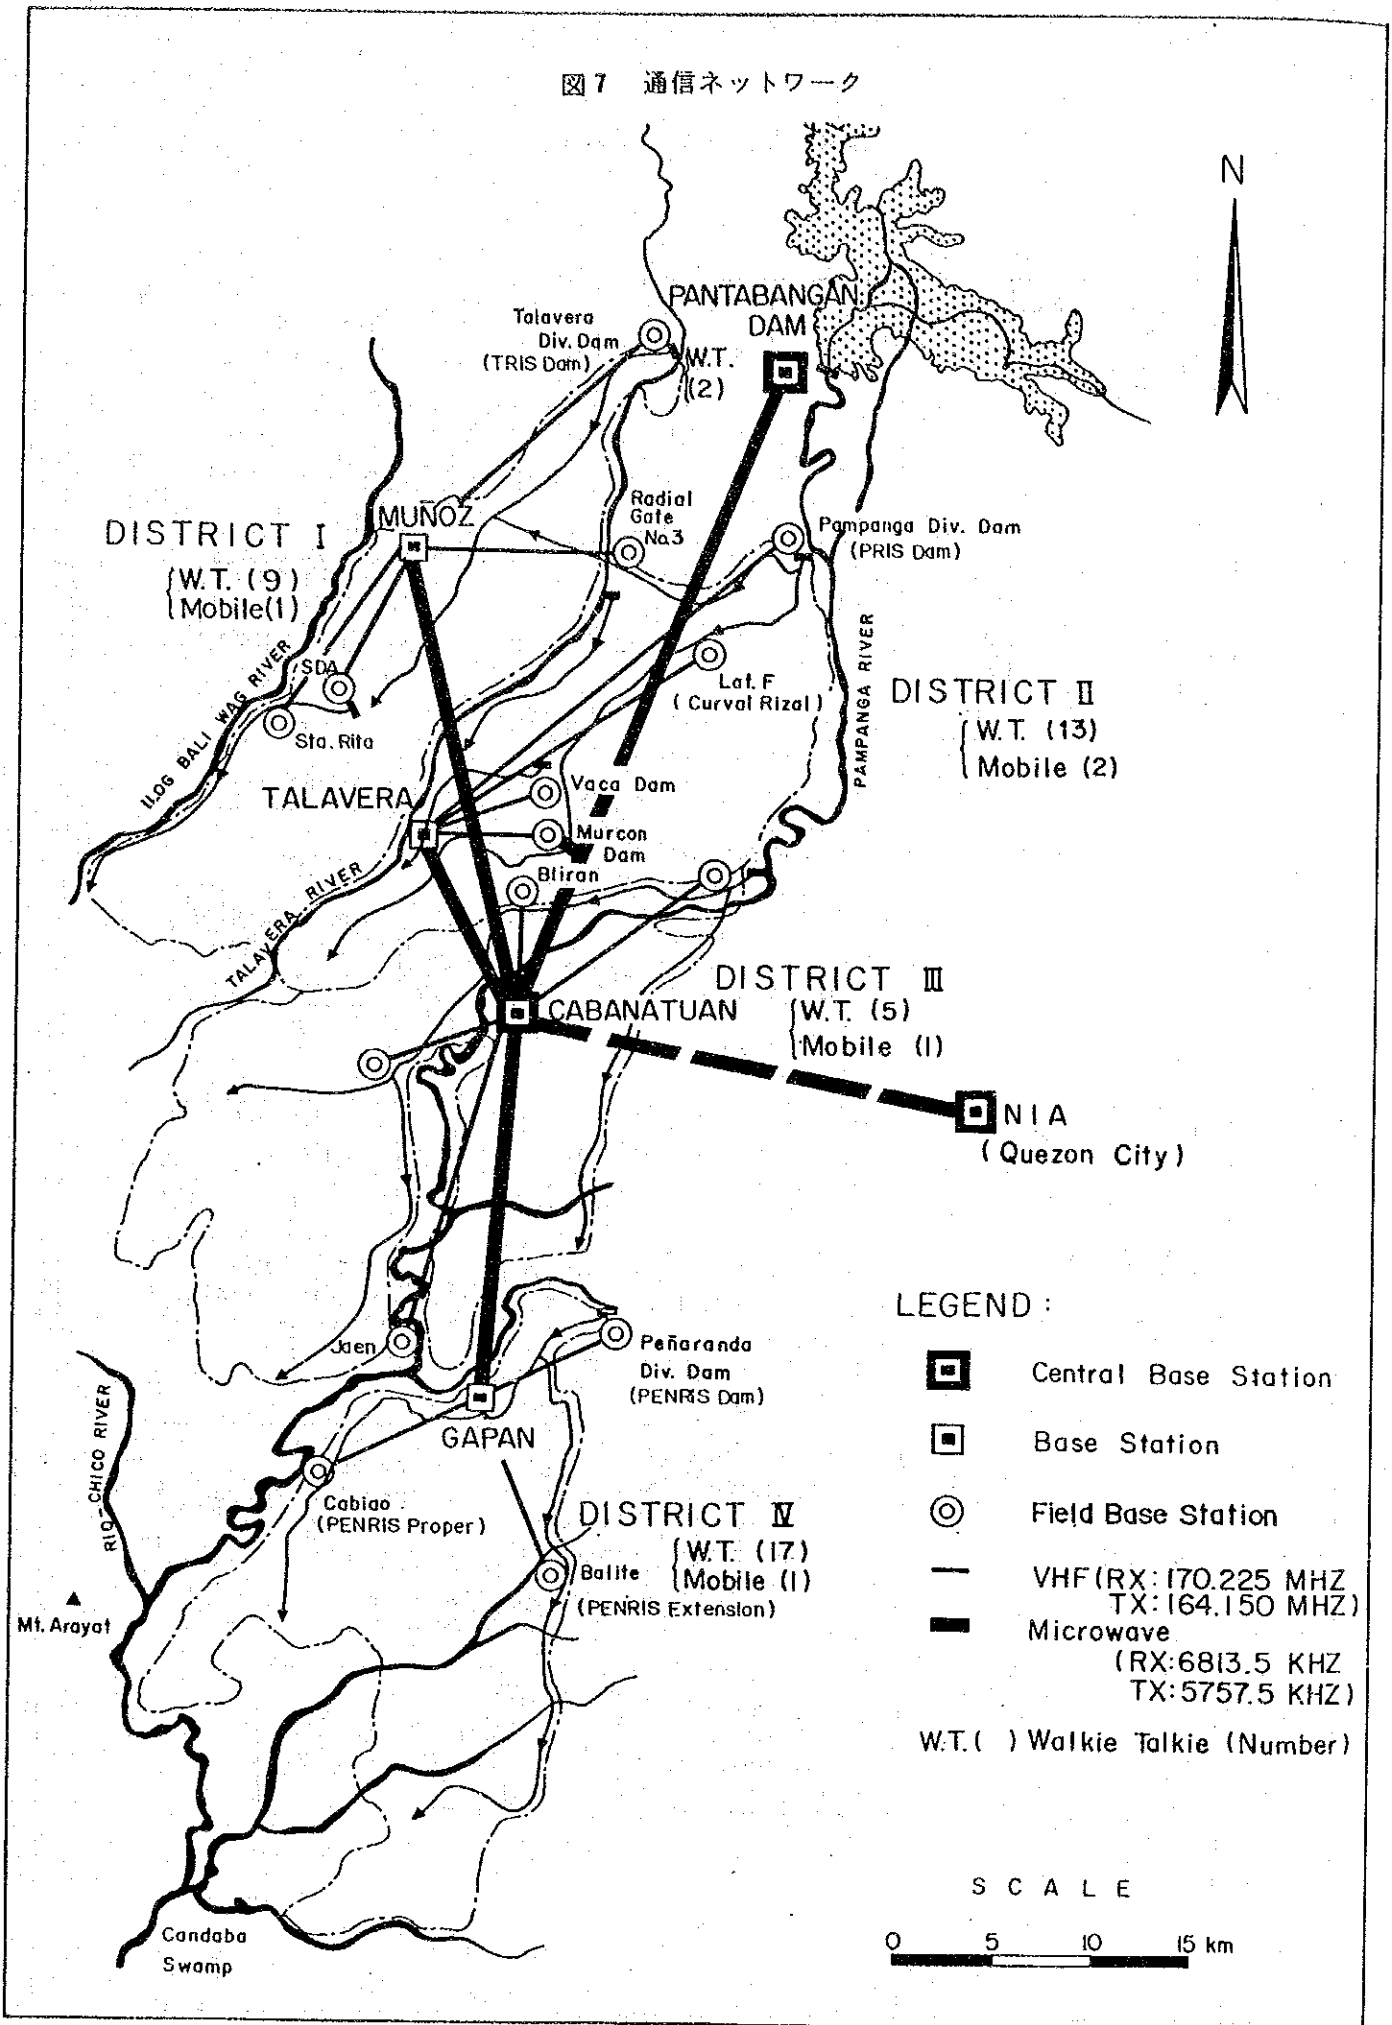 図7 通信ネットワーク
N
PANTABANGAN
DAM
Talavera
Div. Dam
(TRIS Dam)
W.T.
(2)
MUÑOZ
DISTRICT I
W.T. (9)
Mobile(1)
Radial
Gate
No.3
Pampanga Div. Dam
(PRIS Dam)
SDA
Sta. Rita
ILOG BALI WAG RIVER
Lat. F
(Curval Rizal)
PAMPANGA RIVER
DISTRICT II
W.T. (13)
Mobile (2)
TALAVERA
Vaca Dam
Murcon
Dam
Bliran
TALAVERA RIVER
DISTRICT III
CABANATUAN
W.T. (5)
Mobile (1)
NIA
(Quezon City)
Jaen
Peñaranda
Div. Dam
(PENRIS Dam)
GAPAN
RIO-CHICO RIVER
Cabiao
(PENRIS Proper)
DISTRICT IV
W.T. (17)
Mobile (1)
Balite
(PENRIS Extension)
Mt. Arayat
Candaba
Swamp
LEGEND :
Central Base Station
Base Station
Field Base Station
VHF(RX:170.225 MHZ
TX:164.150 MHZ)
Microwave
(RX:6813.5 KHZ
TX:5757.5 KHZ)
W.T.( ) Walkie Talkie (Number)
SCALE
0 5 10 15 km